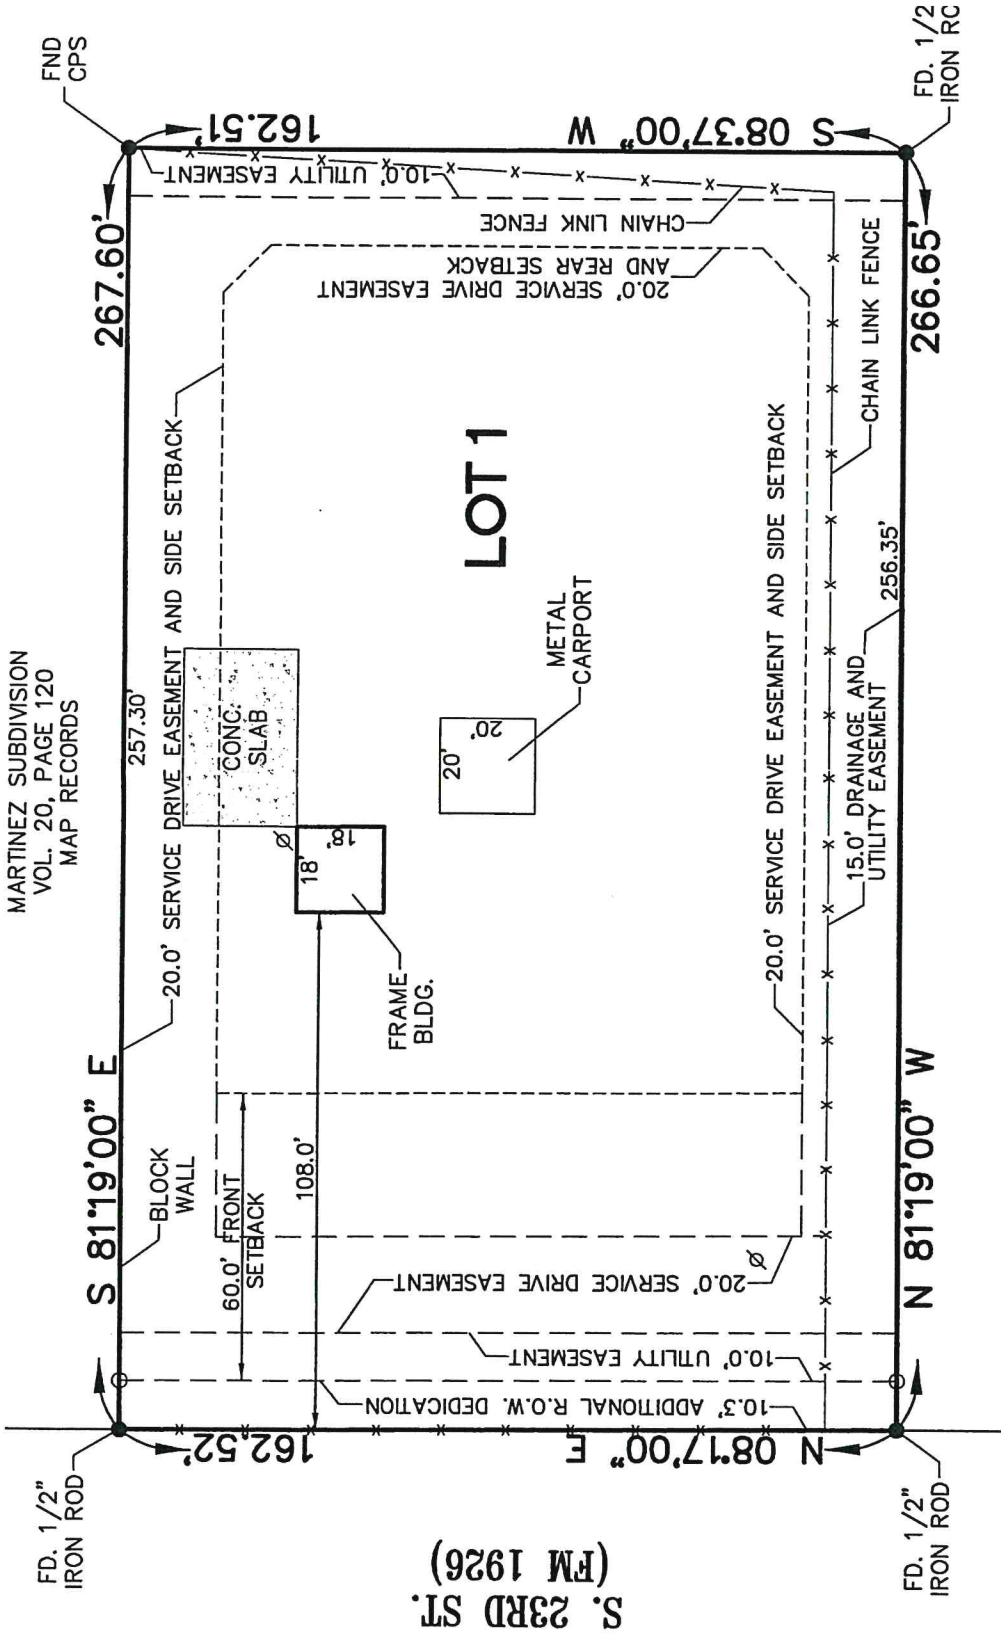 MARTINEZ SUBDIVISION
VOL. 20, PAGE 120
MAP RECORDS
FD. 1/2"
IRON ROD
S 81°19'00" E
267.60'
FND
CPS
257.30'
BLOCK
WALL
20.0' SERVICE DRIVE EASEMENT AND SIDE SETBACK
162.52'
N 08°17'00" E
S. 23RD ST.
(FM 1926)
60.0' FRONT
SETBACK
108.0'
10.3' ADDITIONAL R.O.W. DEDICATION
10.0' UTILITY EASEMENT
20.0' SERVICE DRIVE EASEMENT
CONC.
SLAB
18'
18'
FRAME
BLDG.
20'
20'
METAL
CARPORT
LOT 1
20.0' SERVICE DRIVE EASEMENT
AND REAR SETBACK
CHAIN LINK FENCE
10.0' UTILITY EASEMENT
162.51'
S 08°37'00" W
20.0' SERVICE DRIVE EASEMENT AND SIDE SETBACK
15.0' DRAINAGE AND
UTILITY EASEMENT
CHAIN LINK FENCE
256.35'
FD. 1/2"
IRON ROD
N 81°19'00" W
266.65'
FD. 1/2
IRON RO